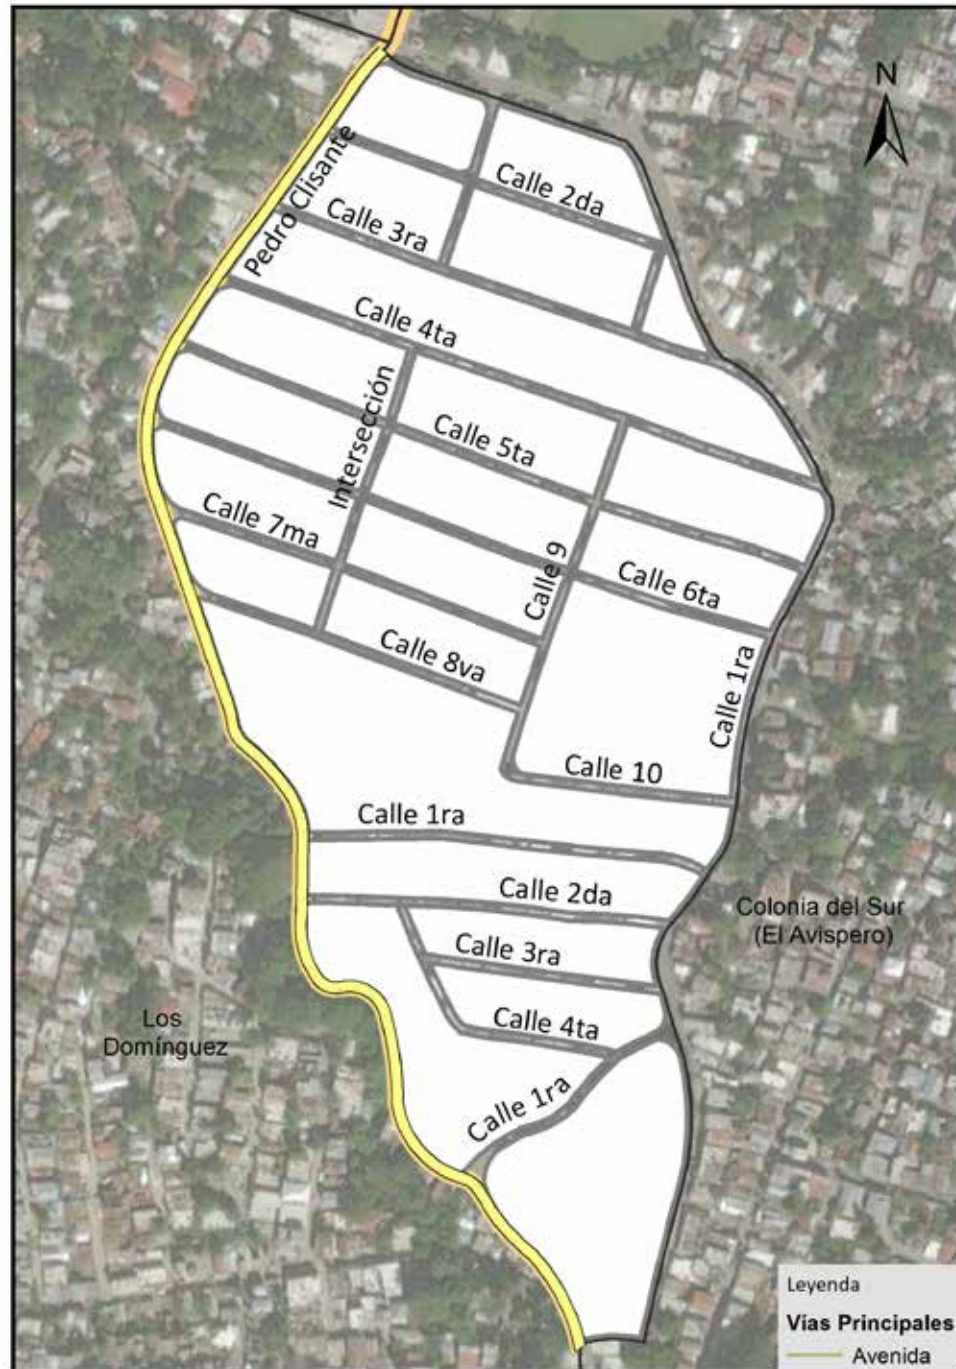 N
Pedro Clisante
Calle 2da
Calle 3ra
Calle 4ta
Intersección
Calle 5ta
Calle 7ma
Calle 9
Calle 6ta
Calle 8va
Calle 1ra
Calle 10
Calle 1ra
Calle 2da
Colonia del Sur
(El Avispero)
Calle 3ra
Los
Domínguez
Calle 4ta
Calle 1ra
Leyenda
Vías Principales
Avenida